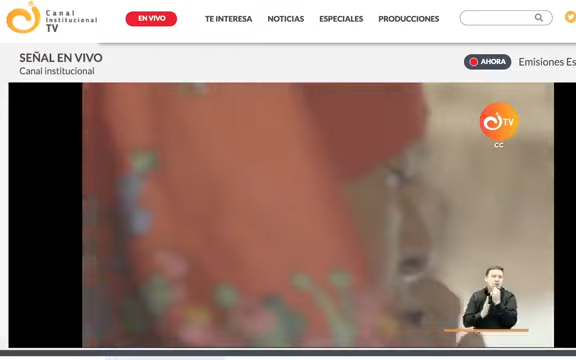 Canal
Institucional
TV
EN VIVO
TE INTERESA
NOTICIAS
ESPECIALES
PRODUCCIONES
SEÑAL EN VIVO
Canal institucional
AHORA
Emisiones Es
TV
CC